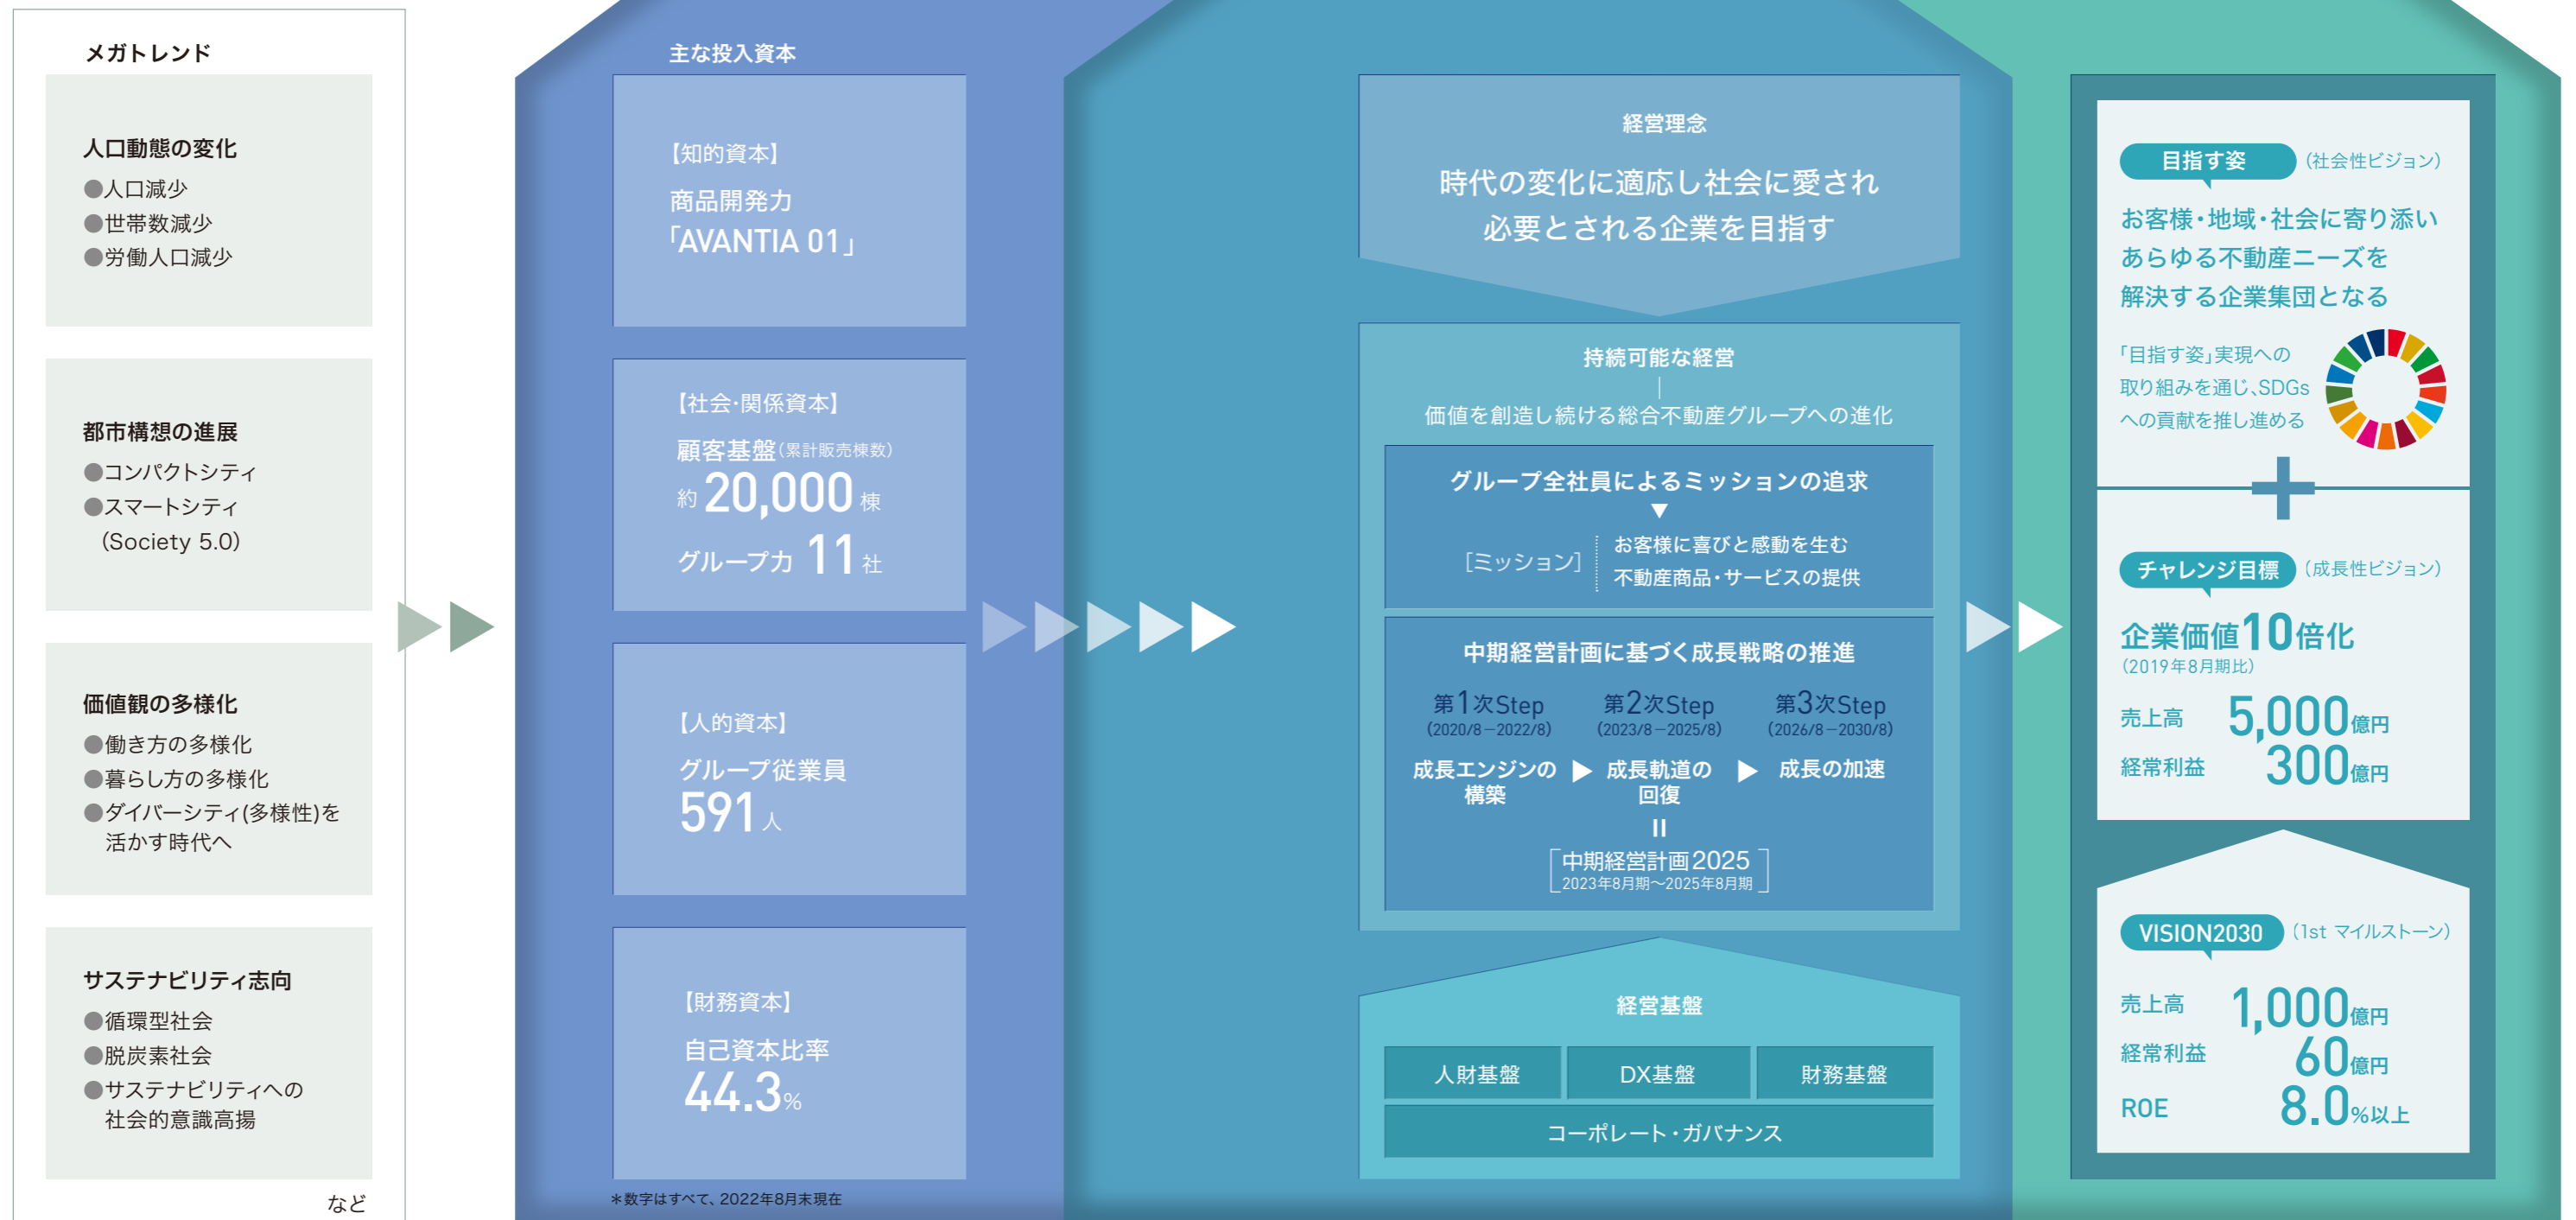 メガトレンド
人口動態の変化
●人口減少
●世帯数減少
●労働人口減少
都市構想の進展
●コンパクトシティ
●スマートシティ
（Society 5.0）
価値観の多様化
●働き方の多様化
●暮らし方の多様化
●ダイバーシティ(多様性)を
活かす時代へ
サステナビリティ志向
●循環型社会
●脱炭素社会
●サステナビリティへの
社会的意識高揚
など
主な投入資本
【知的資本】
商品開発力
「AVANTIA 01」
【社会・関係資本】
顧客基盤（累計販売棟数）
約 20,000 棟
グループ力 11 社
【人的資本】
グループ従業員
591 人
【財務資本】
自己資本比率
44.3%
＊数字はすべて、2022年8月末現在
経営理念
時代の変化に適応し社会に愛され
必要とされる企業を目指す
持続可能な経営
価値を創造し続ける総合不動産グループへの進化
グループ全社員によるミッションの追求
▼
［ミッション］
お客様に喜びと感動を生む
不動産商品・サービスの提供
中期経営計画に基づく成長戦略の推進
第1次Step 第2次Step 第3次Step
（2020/8－2022/8） （2023/8－2025/8） （2026/8－2030/8）
成長エンジンの ▶ 成長軌道の ▶ 成長の加速
構築 回復
中期経営計画2025
2023年8月期～2025年8月期
経営基盤
人財基盤 DX基盤 財務基盤
コーポレート・ガバナンス
目指す姿 （社会性ビジョン）
お客様・地域・社会に寄り添い
あらゆる不動産ニーズを
解決する企業集団となる
「目指す姿」実現への
取り組みを通じ、SDGs
への貢献を推し進める
＋
チャレンジ目標 （成長性ビジョン）
企業価値10倍化
（2019年8月期比）
売上高 5,000億円
経常利益 300億円
VISION2030 （1st マイルストーン）
売上高 1,000億円
経常利益 60億円
ROE 8.0%以上